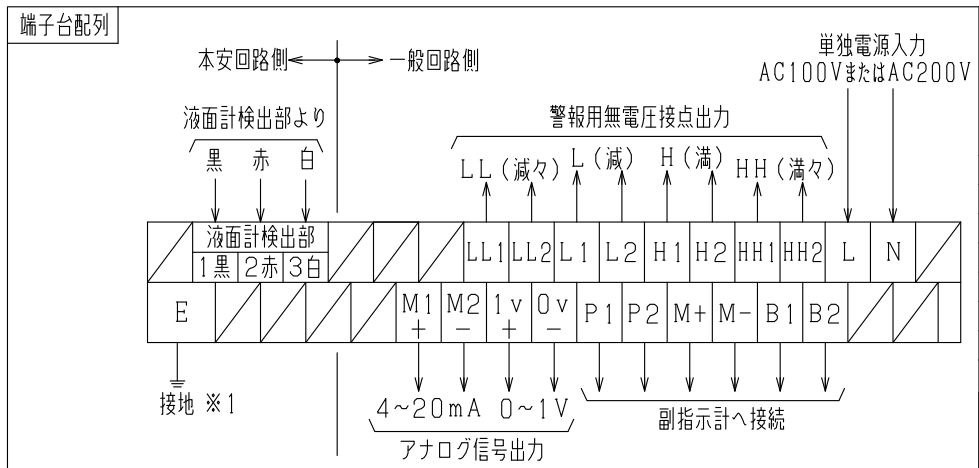 端子台配列
本安回路側
一般回路側
単独電源入力
AC100VまたはAC200V
液面計検出部より
黒 赤 白
警報用無電圧接点出力
LL(減々) L(減) H(満) HH(満々)
液面計検出部
1黒 2赤 3白
LL1 LL2 L1 L2 H1 H2 HH1 HH2 L N
E M1+ M2- 1v+ 0v- P1 P2 M+ M- B1 B2
接地 ※1
4~20mA 0~1V
アナログ信号出力
副指示計へ接続